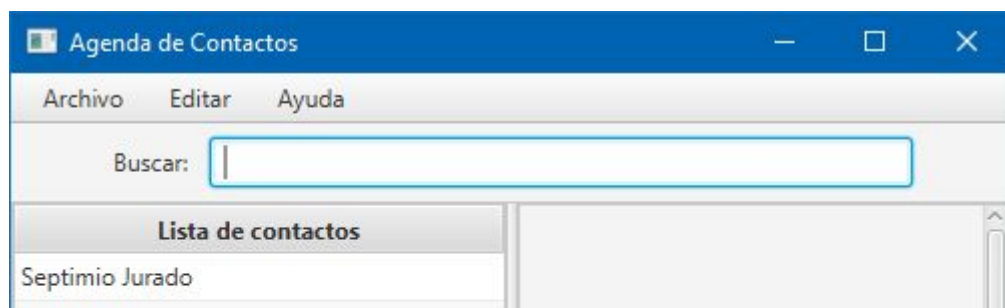 Agenda de Contactos
Archivo Editar Ayuda
Buscar:
Lista de contactos
Septimio Jurado